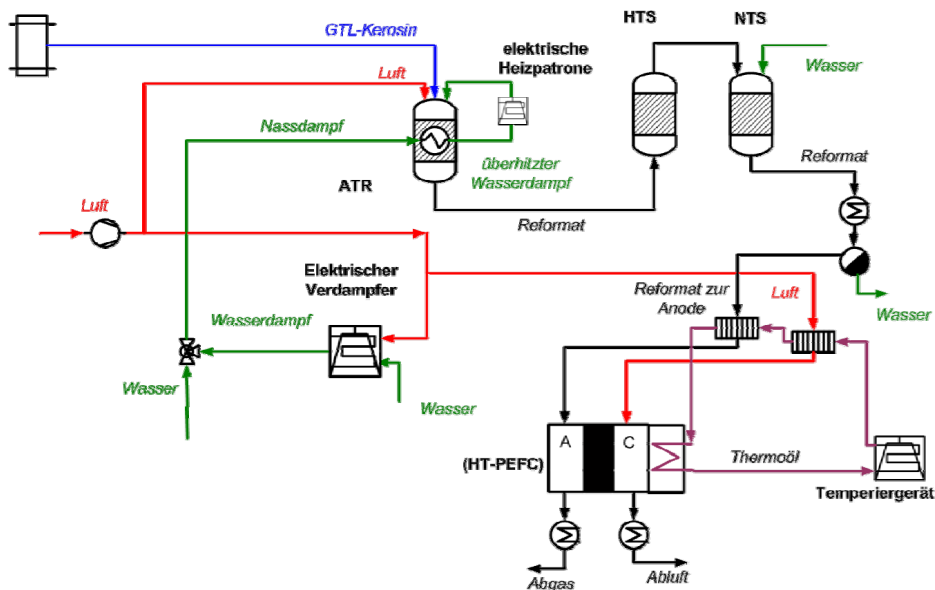 HTS
NTS
GTL-Kerosin
elektrische
Heizpatrone
Wasser
Luft
Nassdampf
Reformat
überhitzter
Wasserdampf
ATR
Reformat
Luft
Elektrischer
Verdampfer
Reformat zur
Anode
Luft
Wasser
Wasserdampf
Wasser
Wasser
A
C
(HT-PEFC)
Thermoöl
Temperiergerät
Abgas
Abluft